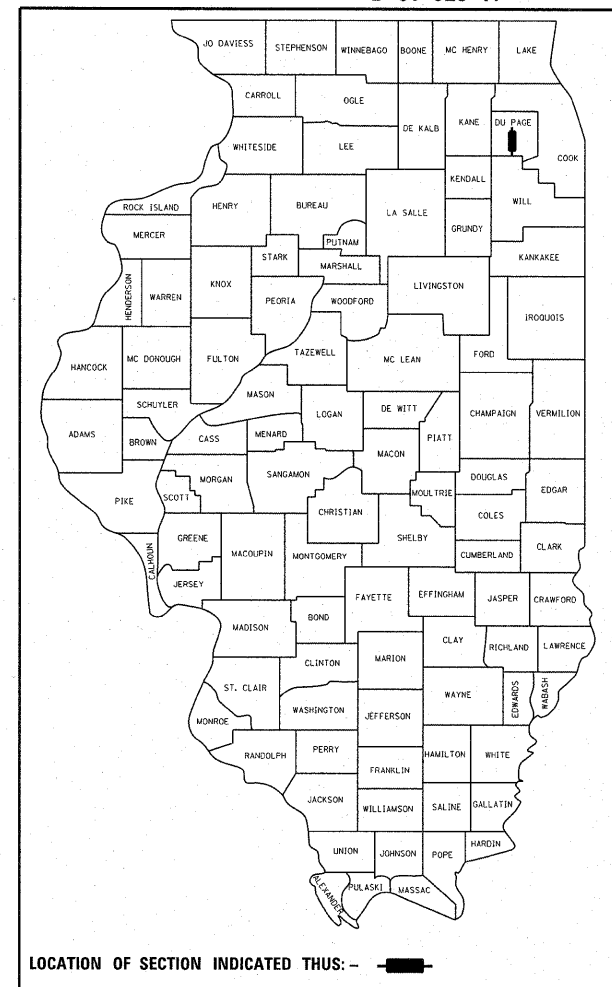 JO DAVIESS STEPHENSON WINNEBAGO BOONE MC HENRY LAKE
CARROLL OGLE DE KALB KANE DU PAGE COOK
WHITESIDE LEE
KENDALL
ROCK ISLAND HENRY BUREAU LA SALLE WILL
MERCER PUTNAM GRUNDY
STARK MARSHALL KANKAKEE
HENDERSON WARREN KNOX PEORIA WOODFORD LIVINGSTON IROQUOIS
HANCOCK MC DONOUGH FULTON TAZEWELL MC LEAN FORD
MASON
SCHUYLER LOGAN DE WITT CHAMPAIGN VERMILION
ADAMS BROWN CASS MENARD MACON PIATT
SANGAMON
MORGAN DOUGLAS EDGAR
PIKE SCOTT CHRISTIAN MOULTRIE
COLES
GREENE MACOUPIN MONTGOMERY SHELBY CLARK
CUMBERLAND
CALHOUN JERSEY
FAYETTE EFFINGHAM JASPER CRAWFORD
MADISON BOND
CLAY RICHLAND LAWRENCE
CLINTON MARION
ST. CLAIR WAYNE EDWARDS WABASH
WASHINGTON JEFFERSON
MONROE
RANDOLPH PERRY HAMILTON WHITE
FRANKLIN
JACKSON WILLIAMSON SALINE GALLATIN
HARDIN
UNION JOHNSON POPE
ALEXANDER PULASKI MASSAC
LOCATION OF SECTION INDICATED THUS: -